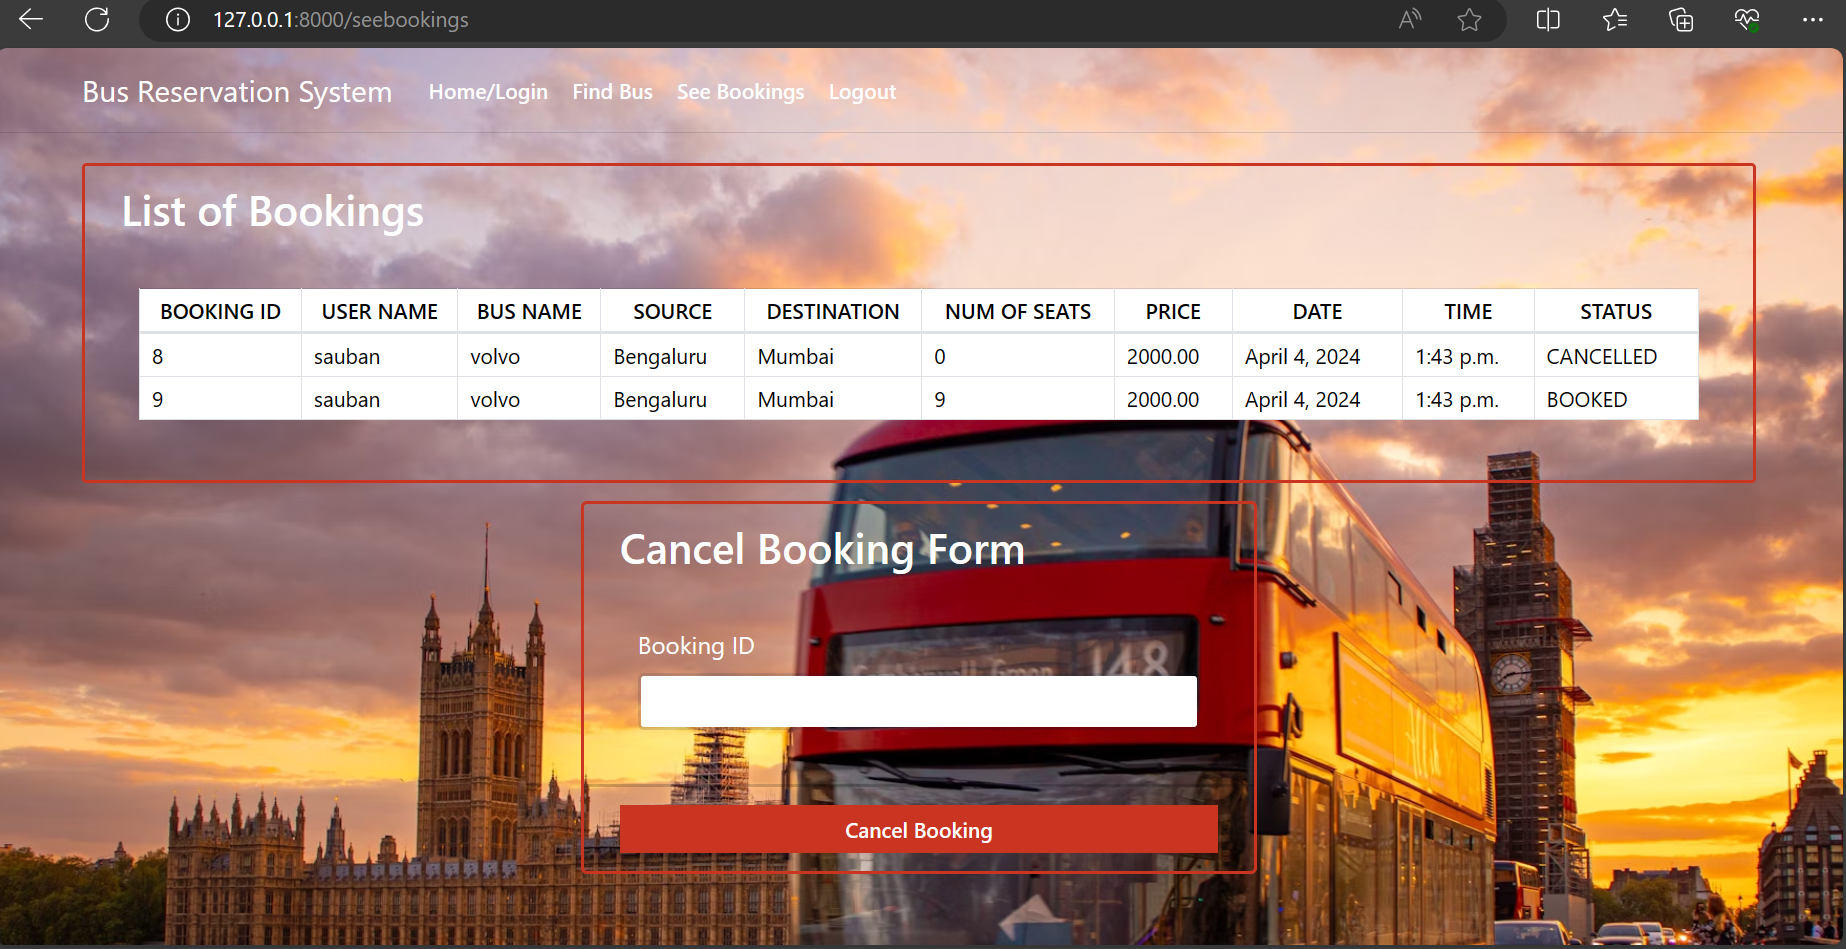 127.0.0.1:8000/seebookings
Bus Reservation System Home/Login Find Bus See Bookings Logout
List of Bookings
BOOKING ID USER NAME BUS NAME SOURCE DESTINATION NUM OF SEATS PRICE DATE TIME STATUS
8 sauban volvo Bengaluru Mumbai 0 2000.00 April 4, 2024 1:43 p.m. CANCELLED
9 sauban volvo Bengaluru Mumbai 9 2000.00 April 4, 2024 1:43 p.m. BOOKED
Cancel Booking Form
Booking ID
148
Cancel Booking